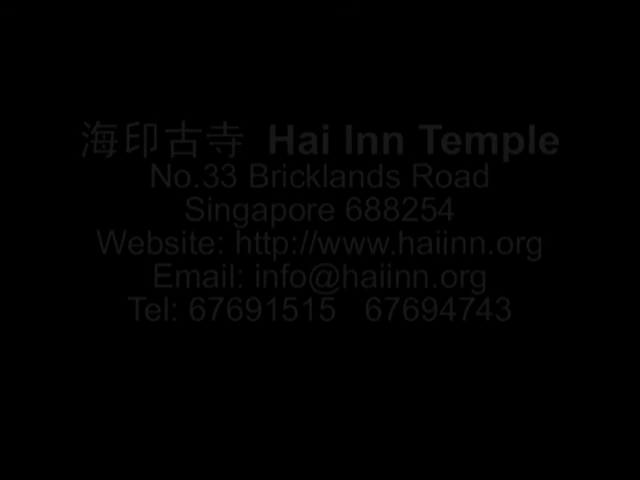 海印古寺 Hai Inn Temple
No.33 Bricklands Road
Singapore 688254
Website: http://www.haiinn.org
Email: info@haiinn.org
Tel: 67691515 67694743